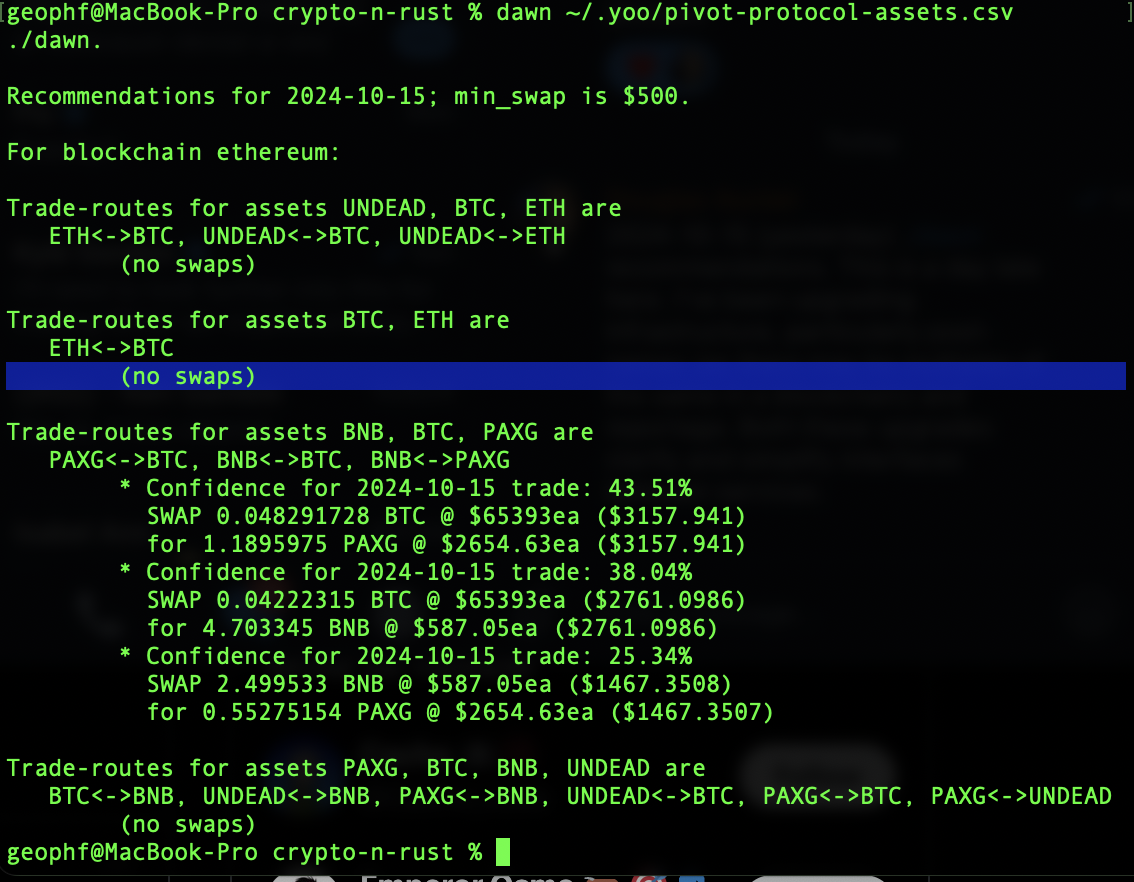 [geophf@MacBook-Pro crypto-n-rust % dawn ~/.yoo/pivot-protocol-assets.csv ]
./dawn.
Recommendations for 2024-10-15; min_swap is $500.
For blockchain ethereum:
Trade-routes for assets UNDEAD, BTC, ETH are
ETH<->BTC, UNDEAD<->BTC, UNDEAD<->ETH
(no swaps)
Trade-routes for assets BTC, ETH are
ETH<->BTC
(no swaps)
Trade-routes for assets BNB, BTC, PAXG are
PAXG<->BTC, BNB<->BTC, BNB<->PAXG
* Confidence for 2024-10-15 trade: 43.51%
SWAP 0.048291728 BTC @ $65393ea ($3157.941)
for 1.1895975 PAXG @ $2654.63ea ($3157.941)
* Confidence for 2024-10-15 trade: 38.04%
SWAP 0.04222315 BTC @ $65393ea ($2761.0986)
for 4.703345 BNB @ $587.05ea ($2761.0986)
* Confidence for 2024-10-15 trade: 25.34%
SWAP 2.499533 BNB @ $587.05ea ($1467.3508)
for 0.55275154 PAXG @ $2654.63ea ($1467.3507)
Trade-routes for assets PAXG, BTC, BNB, UNDEAD are
BTC<->BNB, UNDEAD<->BNB, PAXG<->BNB, UNDEAD<->BTC, PAXG<->BTC, PAXG<->UNDEAD
(no swaps)
geophf@MacBook-Pro crypto-n-rust %